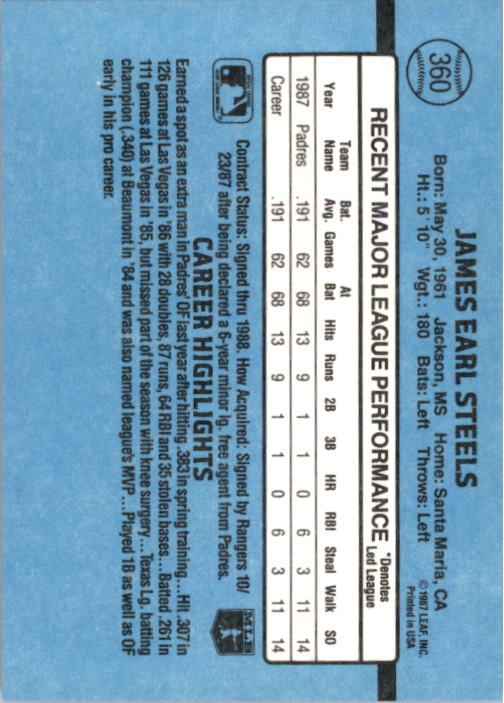 360
JAMES EARL STEELS
Born: May 30, 1961 Jackson, MS Home: Santa Maria, CA
Ht.: 5' 10" Wgt.: 180 Bats: Left Throws: Left
©1987 LEAF, INC.
Printed in USA
RECENT MAJOR LEAGUE PERFORMANCE *Denotes Led League
Year Team Name Bat. Avg. Games At Bat Hits Runs 2B 3B HR RBI Steal Walk SO
1987 Padres .191 62 68 13 9 1 1 0 6 3 11 14
Career .191 62 68 13 9 1 1 0 6 3 11 14
Contract Status: Signed thru 1988. How Acquired: Signed by Rangers 10/
23/87 after being declared a 6-year minor lg. free agent from Padres.
MLB
CAREER HIGHLIGHTS
Earned a spot as an extra man in Padres' OF last year after hitting .383 in spring training...Hit .307 in
126 games at Las Vegas in '86 with 28 doubles, 87 runs, 64 RBI and 35 stolen bases...Batted .261 in
111 games at Las Vegas in '85, but missed part of the season with knee surgery...Texas Lg. batting
champion (.340) at Beaumont in '84 and was also named league's MVP...Played 1B as well as OF
early in his pro career.